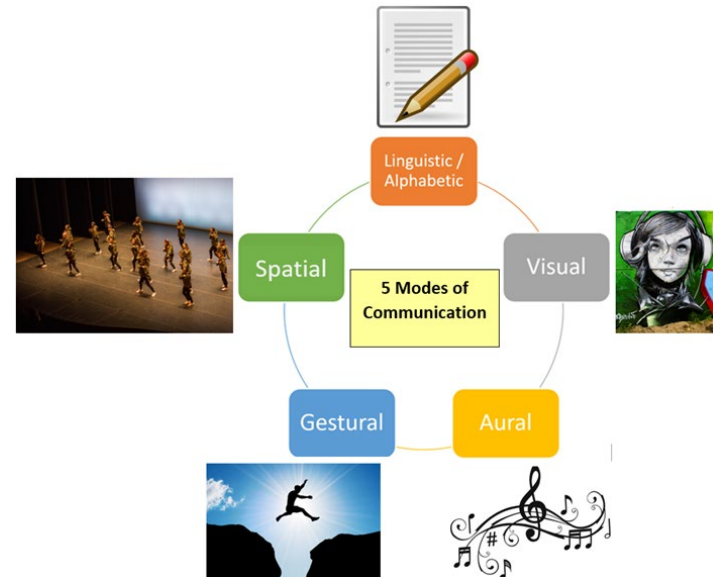 Linguistic /
Alphabetic
Spatial
Visual
5 Modes of
Communication
Gestural
Aural